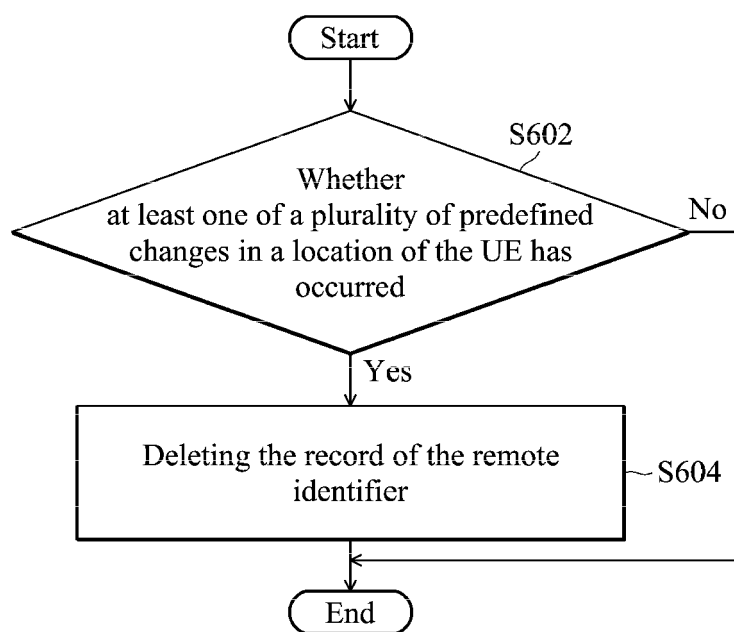 Start
S602
Whether
at least one of a plurality of predefined
changes in a location of the UE has
occurred
No
Yes
Deleting the record of the remote
identifier
S604
End